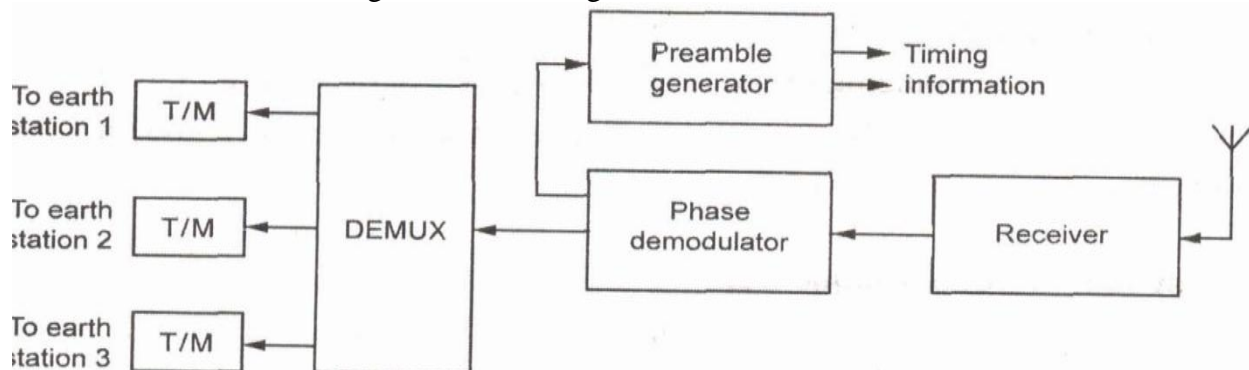 Preamble
generator
Timing
information
To earth
station 1
T/M
To earth
station 2
T/M
DEMUX
Phase
demodulator
Receiver
To earth
station 3
T/M